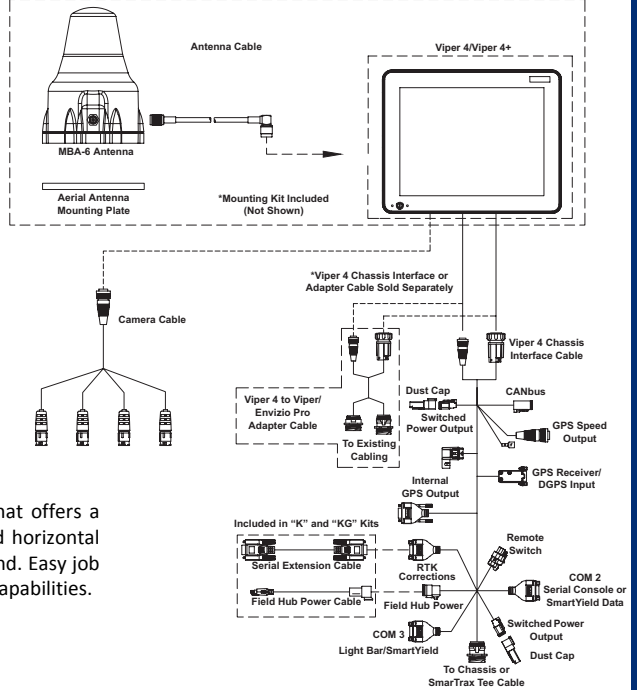 Antenna Cable
Viper 4/Viper 4+
MBA-6 Antenna
Aerial Antenna
Mounting Plate
*Mounting Kit Included
(Not Shown)
*Viper 4 Chassis Interface or
Adapter Cable Sold Separately
Camera Cable
Viper 4 Chassis
Interface Cable
Viper 4 to Viper/
Envizio Pro
Adapter Cable
To Existing
Cabling
Dust Cap
Switched
Power Output
CANbus
GPS Speed
Output
Internal
GPS Output
GPS Receiver/
DGPS Input
hat offers a
d horizontal
nd. Easy job
capabilities.
Included in “K” and “KG” Kits
Serial Extension Cable
Field Hub Power Cable
RTK
Corrections
Remote
Switch
Field Hub Power
COM 2
Serial Console or
SmartYield Data
COM 3
Light Bar/SmartYield
Switched Power
Output
Dust Cap
To Chassis or
SmarTrax Tee Cable